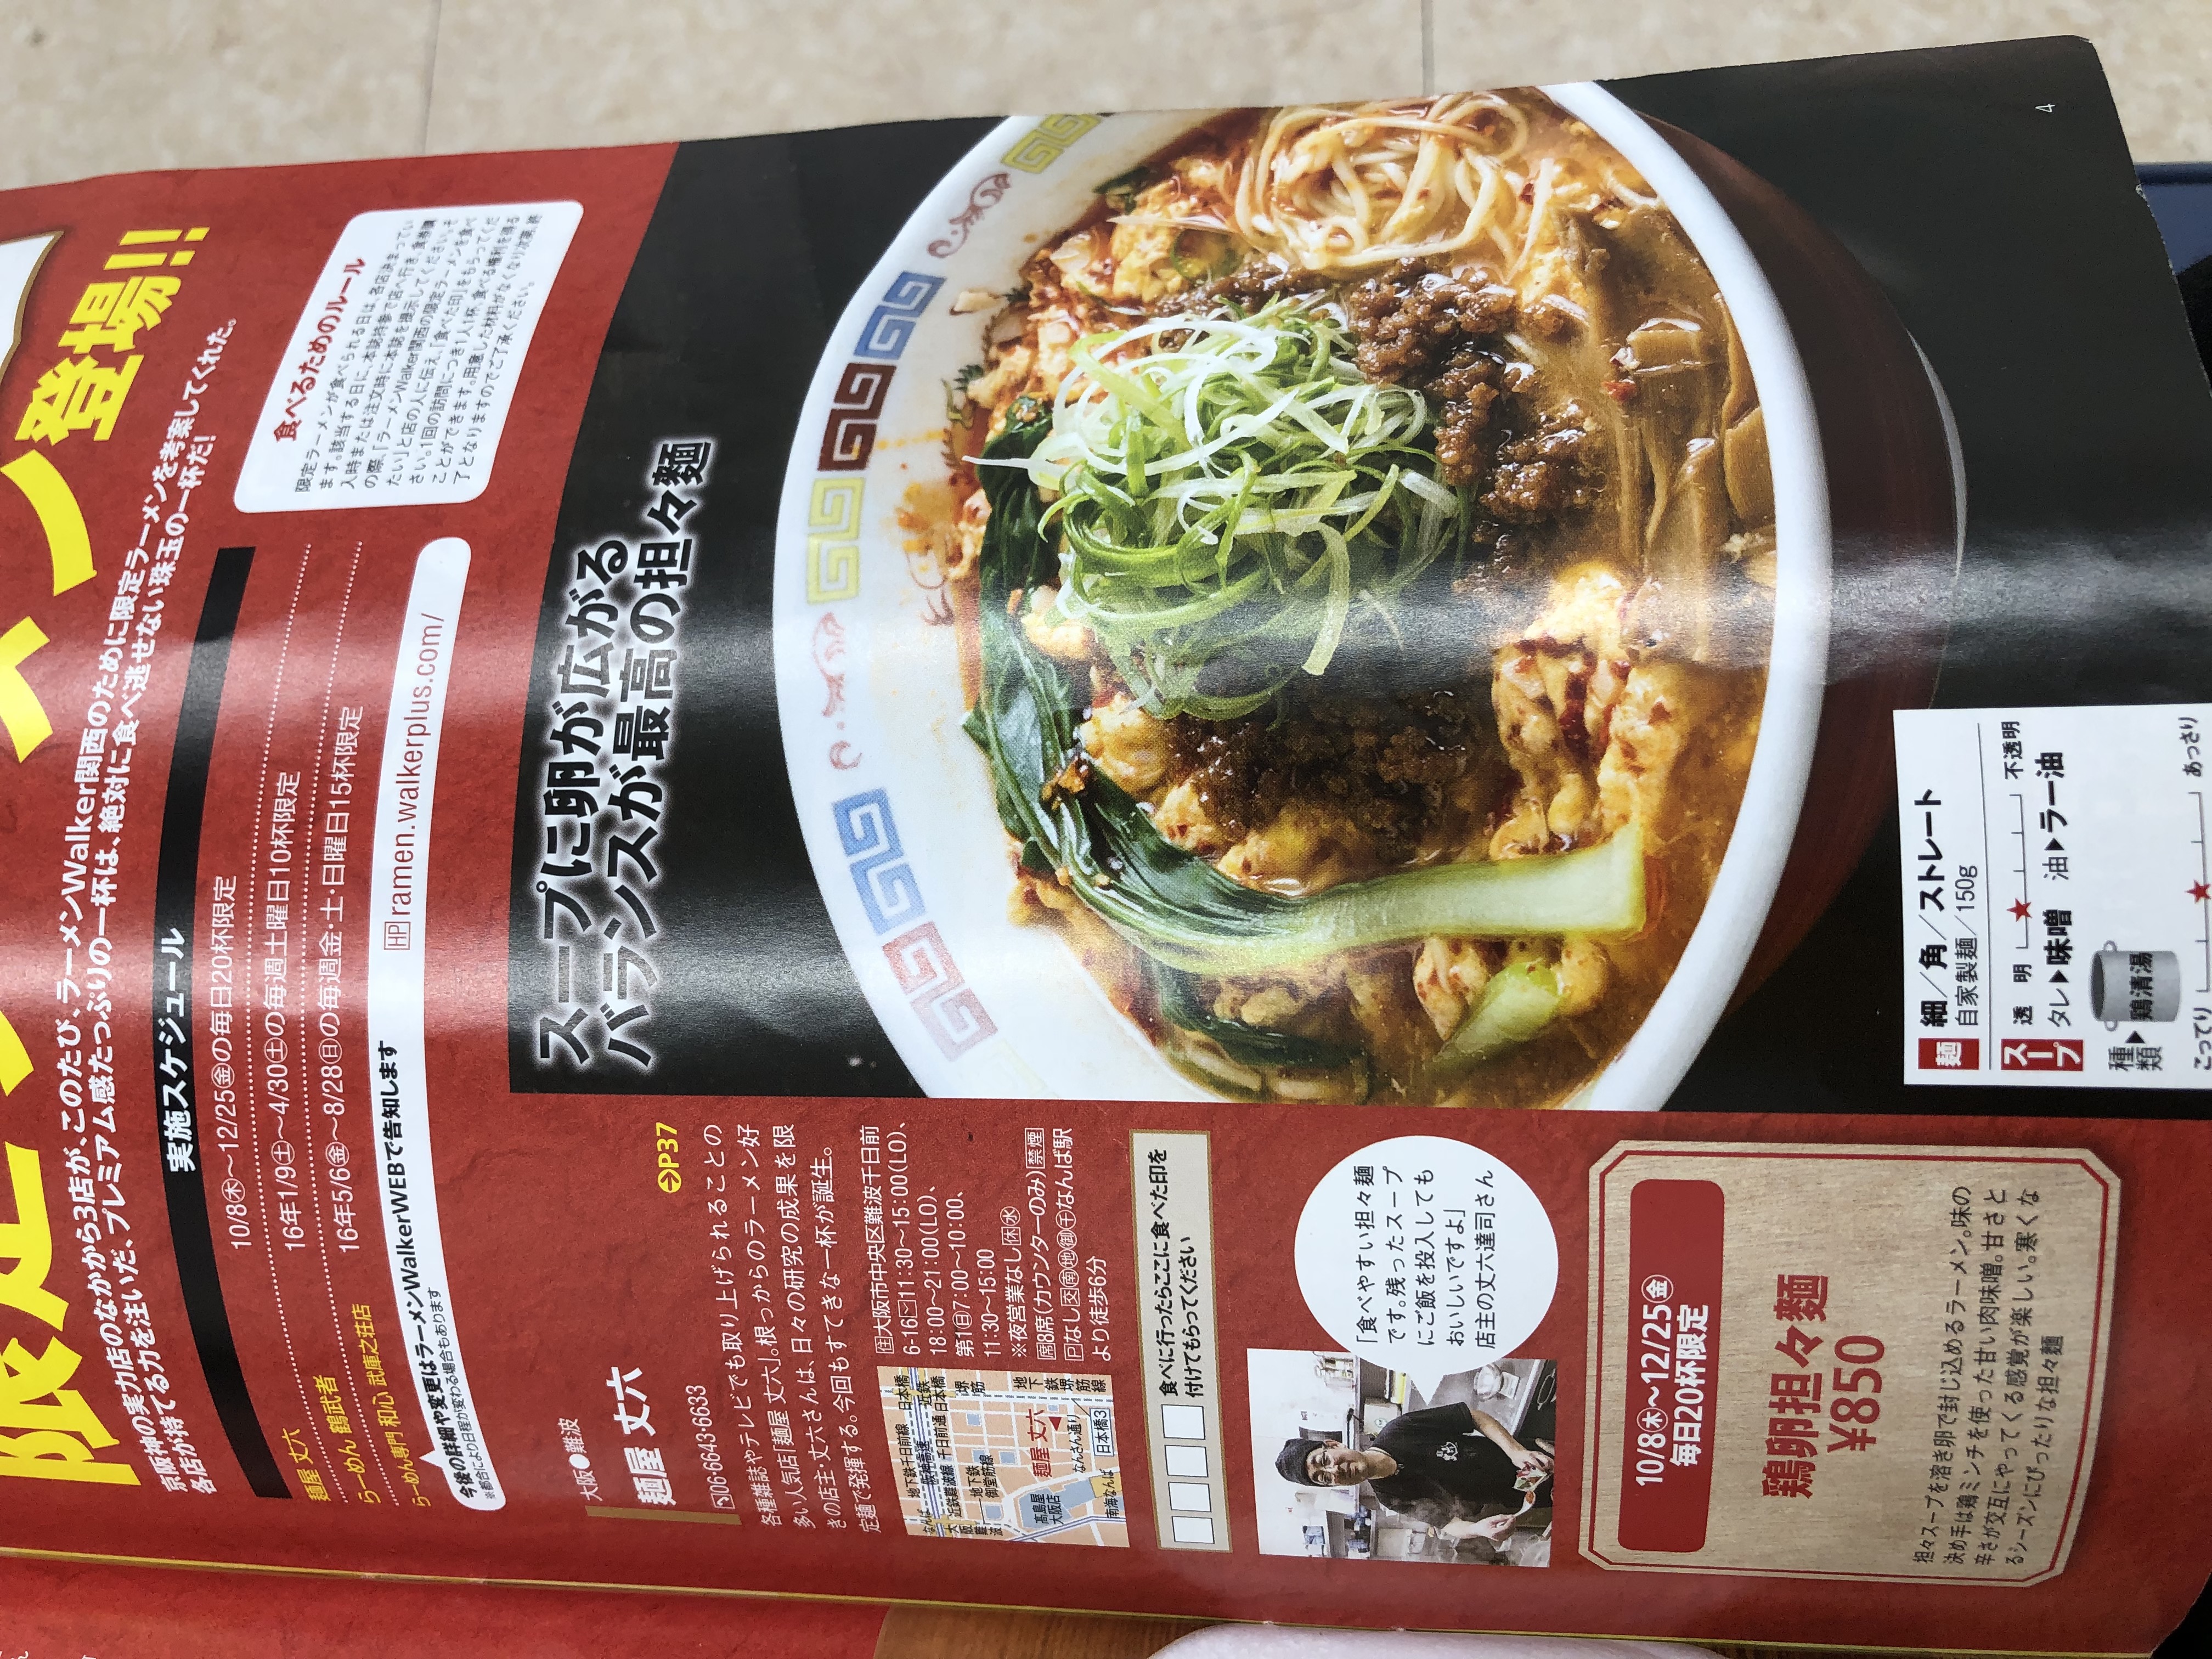 限定ラーメン登場!!
京阪神の実力店のなかから3店が、このたび、ラーメンWalker関西のために限定ラーメンを考案してくれた。
各店が持てる力を注いだ、プレミアム感たっぷりの一杯は、絶対に食べ逃せない珠玉の一杯だ!
実施スケジュール
麺屋 丈六 10/8㊍〜12/25㊎の毎日20杯限定
らーめん 鶴武者 16年1/9㊏〜4/30㊏の毎週土曜日10杯限定
らーめん専門 和心 武庫之荘店 16年5/6㊎〜8/28㊐の毎週金・土・日曜日15杯限定
今後の詳細や変更はラーメンWalkerWEBで告知します
※都合により日程が変わる場合もあります
HP ramen.walkerplus.com/
食べるためのルール
限定ラーメンが食べられる日は、各店決まってい
ます。該当する日に、本誌持参で店へ行き、食券購
入時または注文時に本誌を提示してください。そ
の際、「ラーメンWalker関西の限定ラーメンを食べ
たい」と店の人に伝え、「食べた印」をもらってくだ
さい。1回の訪問につき1人1杯、食べる権利を得る
ことができます。用意した材料がなくなり次第、終
了となりますのでご了承ください。
大阪●難波
麺屋 丈六
➔P37
06・6643・6633
各種雑誌やテレビでも取り上げられることの
多い人気店「麺屋 丈六」。根っからのラーメン好
きの店主・丈六さんは、日々の研究の成果を限
定麺で発揮する。今回もすてきな一杯が誕生。
住大阪市中央区難波千日前
6-16 11:30〜15:00(LO)、
18:00〜21:00(LO)、
第1㊐7:00〜10:00、
11:30〜15:00
※夜営業なし休㊌
席8席(カウンターのみ)禁煙
Pなし交南地御千なんば駅
より徒歩6分
地下鉄千日前線
日本橋
なんば
阪神高速
近鉄
日本橋
近鉄難波線
千日前通
大阪難波
地下鉄
御堂筋線
堺筋
高島屋
大阪店
麺屋 丈六
なんさん通り
地下鉄堺筋線
南海なんば
日本橋3
食べに行ったらここに食べた印を
付けてもらってください
「食べやすい担々麺
です。残ったスープ
にご飯を投入しても
おいしいですよ」
店主の丈六達司さん
10/8㊍〜12/25㊎
毎日20杯限定
鶏卵担々麺
¥850
担々スープを溶き卵で封じ込めるラーメン。味の
決め手は鶏ミンチを使った甘い肉味噌。甘さと
辛さが交互にやってくる感覚が楽しい。寒くな
るシーズンにぴったりな担々麺
スープに卵が広がる
バランスが最高の担々麺
麺 細／角／ストレート
自家製麺／150g
スープ 透明 ★ 不透明
タレ▶味噌 油▶ラー油
種類▶鶏清湯
こってり ★ あっさり
4